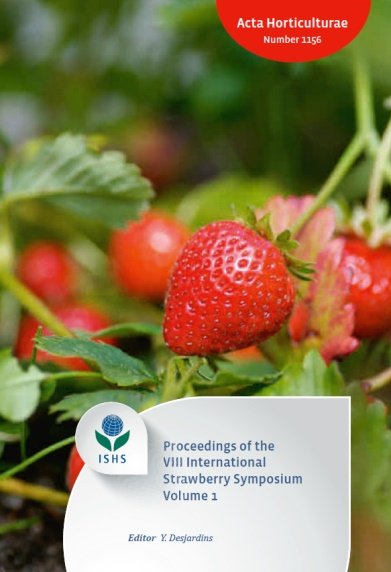 Acta Horticulturae
Number 1156
ISHS
Proceedings of the
VIII International
Strawberry Symposium
Volume 1
Editor Y. Desjardins